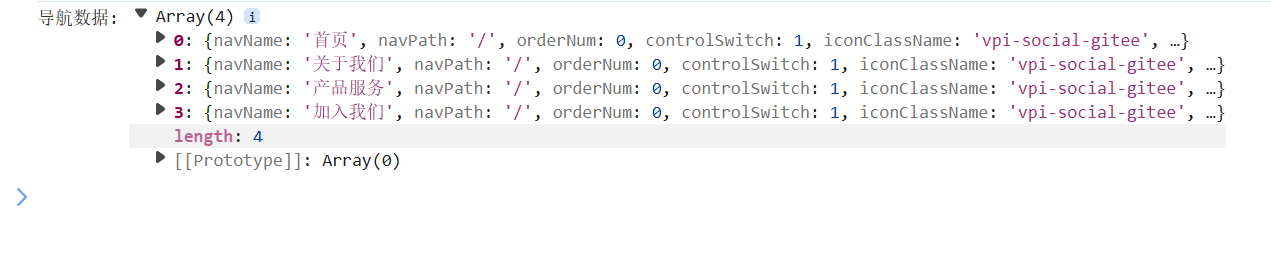 导航数据: ▼ Array(4) i
▶ 0: {navName: '首页', navPath: '/', orderNum: 0, controlSwitch: 1, iconClassName: 'vpi-social-gitee', …}
▶ 1: {navName: '关于我们', navPath: '/', orderNum: 0, controlSwitch: 1, iconClassName: 'vpi-social-gitee', …}
▶ 2: {navName: '产品服务', navPath: '/', orderNum: 0, controlSwitch: 1, iconClassName: 'vpi-social-gitee', …}
▶ 3: {navName: '加入我们', navPath: '/', orderNum: 0, controlSwitch: 1, iconClassName: 'vpi-social-gitee', …}
length: 4
▶ [[Prototype]]: Array(0)